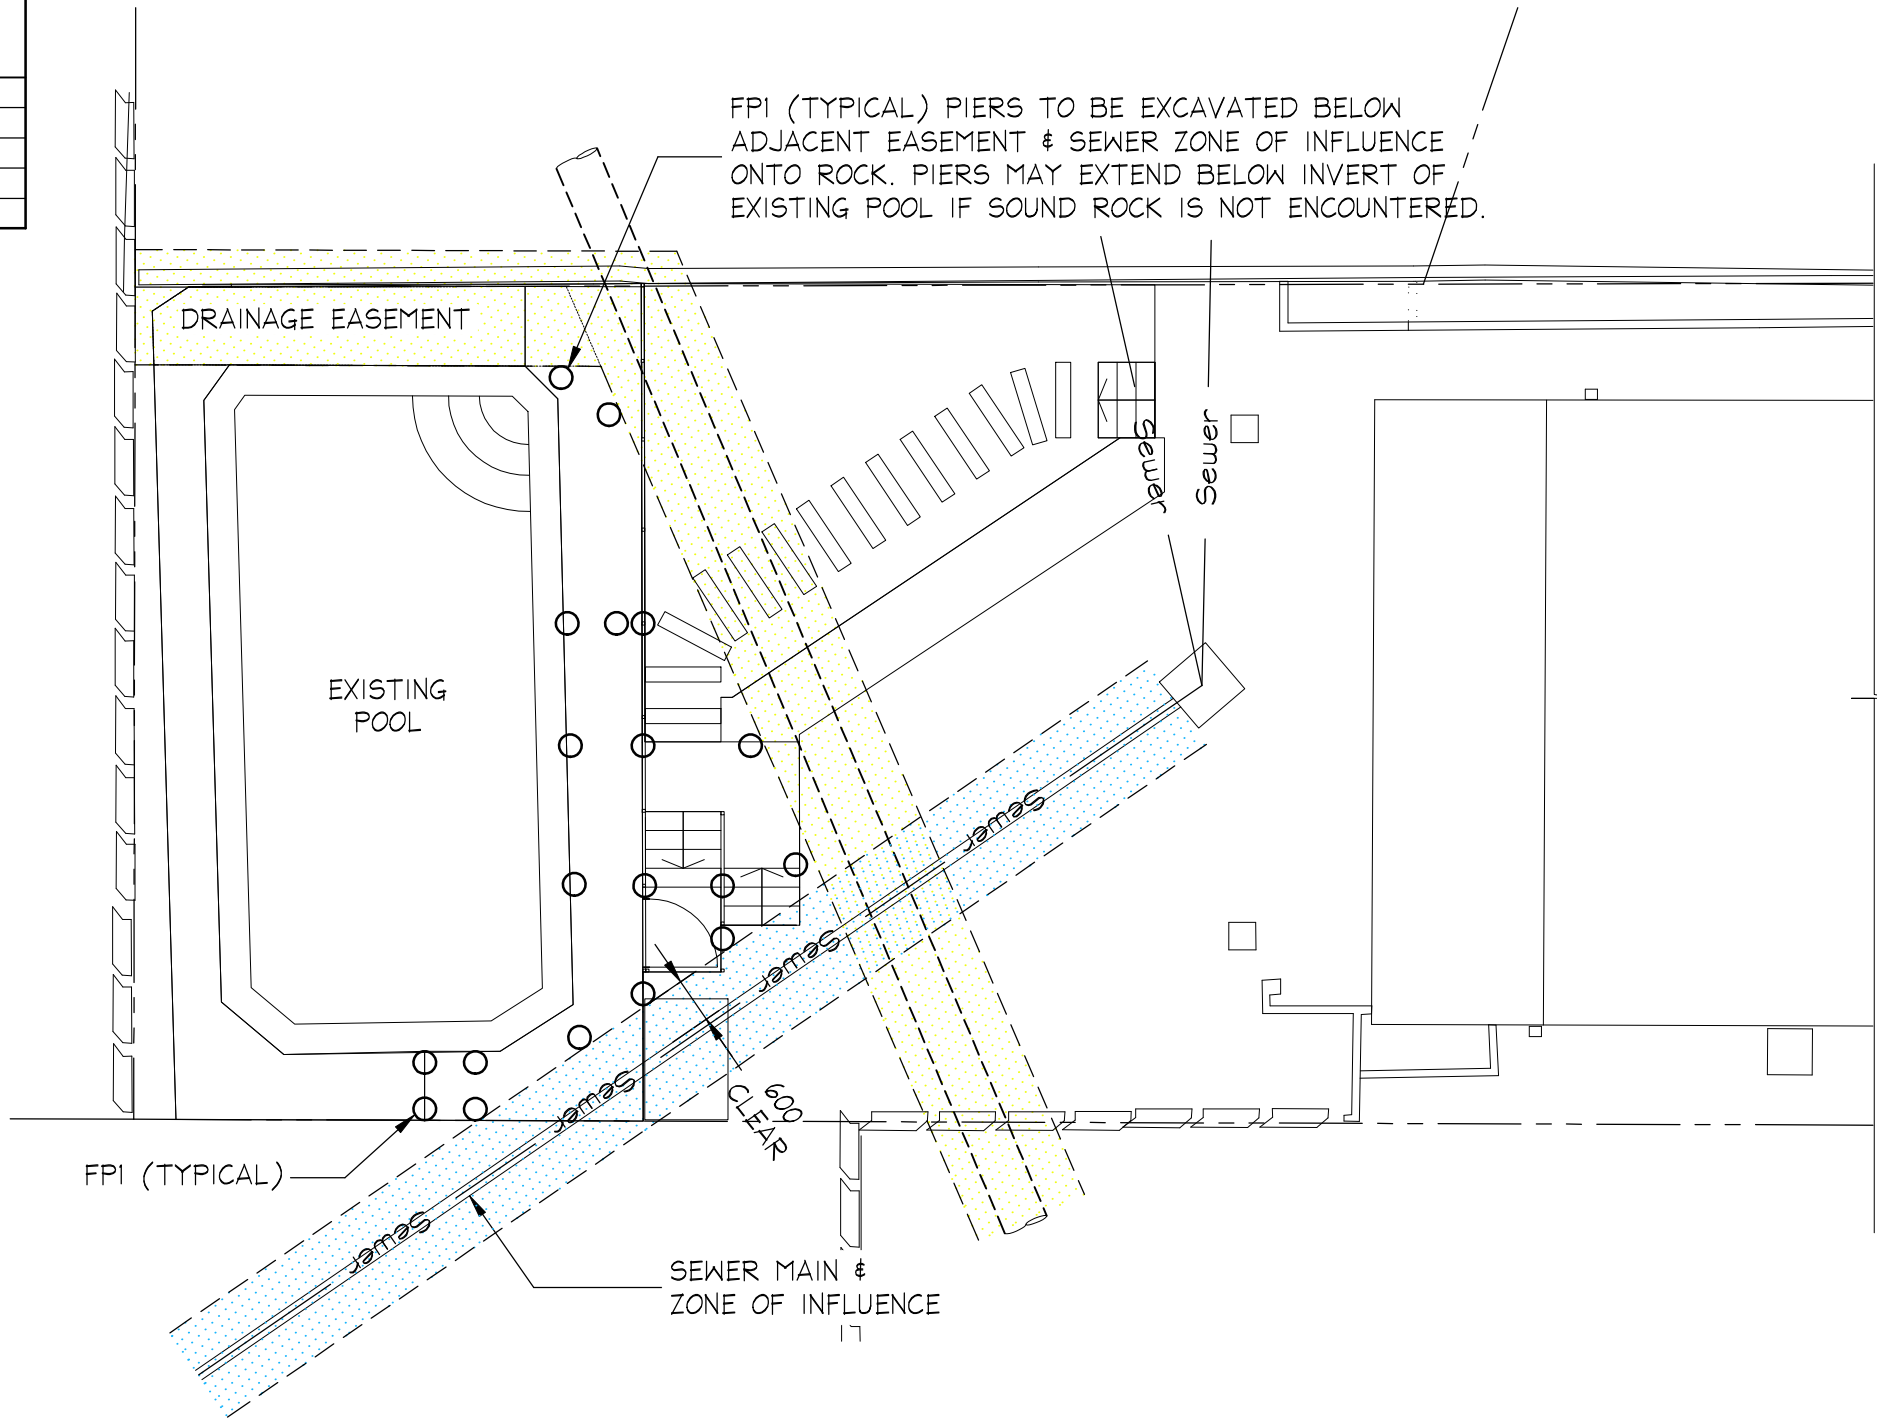 FP1 (TYPICAL) PIERS TO BE EXCAVATED BELOW
ADJACENT EASEMENT & SEWER ZONE OF INFLUENCE
ONTO ROCK. PIERS MAY EXTEND BELOW INVERT OF
EXISTING POOL IF SOUND ROCK IS NOT ENCOUNTERED.
DRAINAGE EASEMENT
Sewer
Sewer
EXISTING
POOL
Sewer
Sewer
Sewer
600
CLEAR
FP1 (TYPICAL)
Sewer
SEWER MAIN &
ZONE OF INFLUENCE